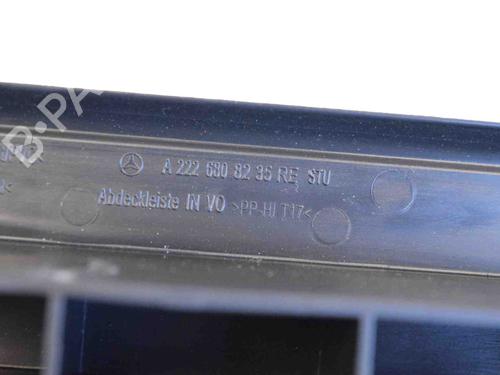 A 222 680 82 35 RE STU
Abdeckleiste IN VO >PP-HI T17<